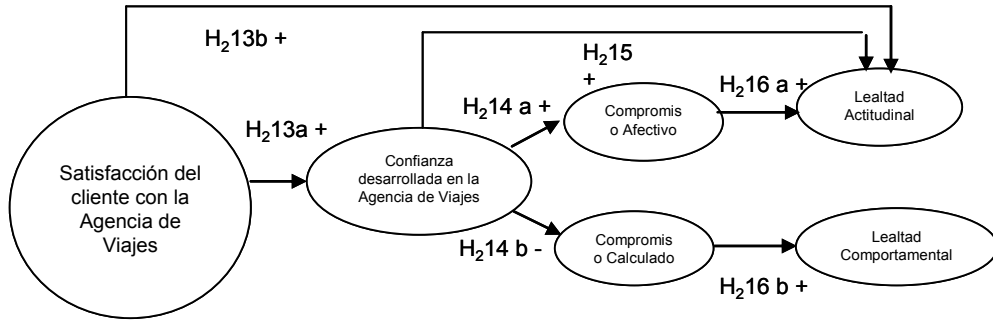 H₂13b +
H₂15
+
H₂16 a +
H₂14 a +
H₂13a +
Compromis
o Afectivo
Lealtad
Actitudinal
Satisfacción del
cliente con la
Agencia de
Viajes
Confianza
desarrollada en la
Agencia de Viajes
H₂14 b -
Compromis
o Calculado
Lealtad
Comportamental
H₂16 b +